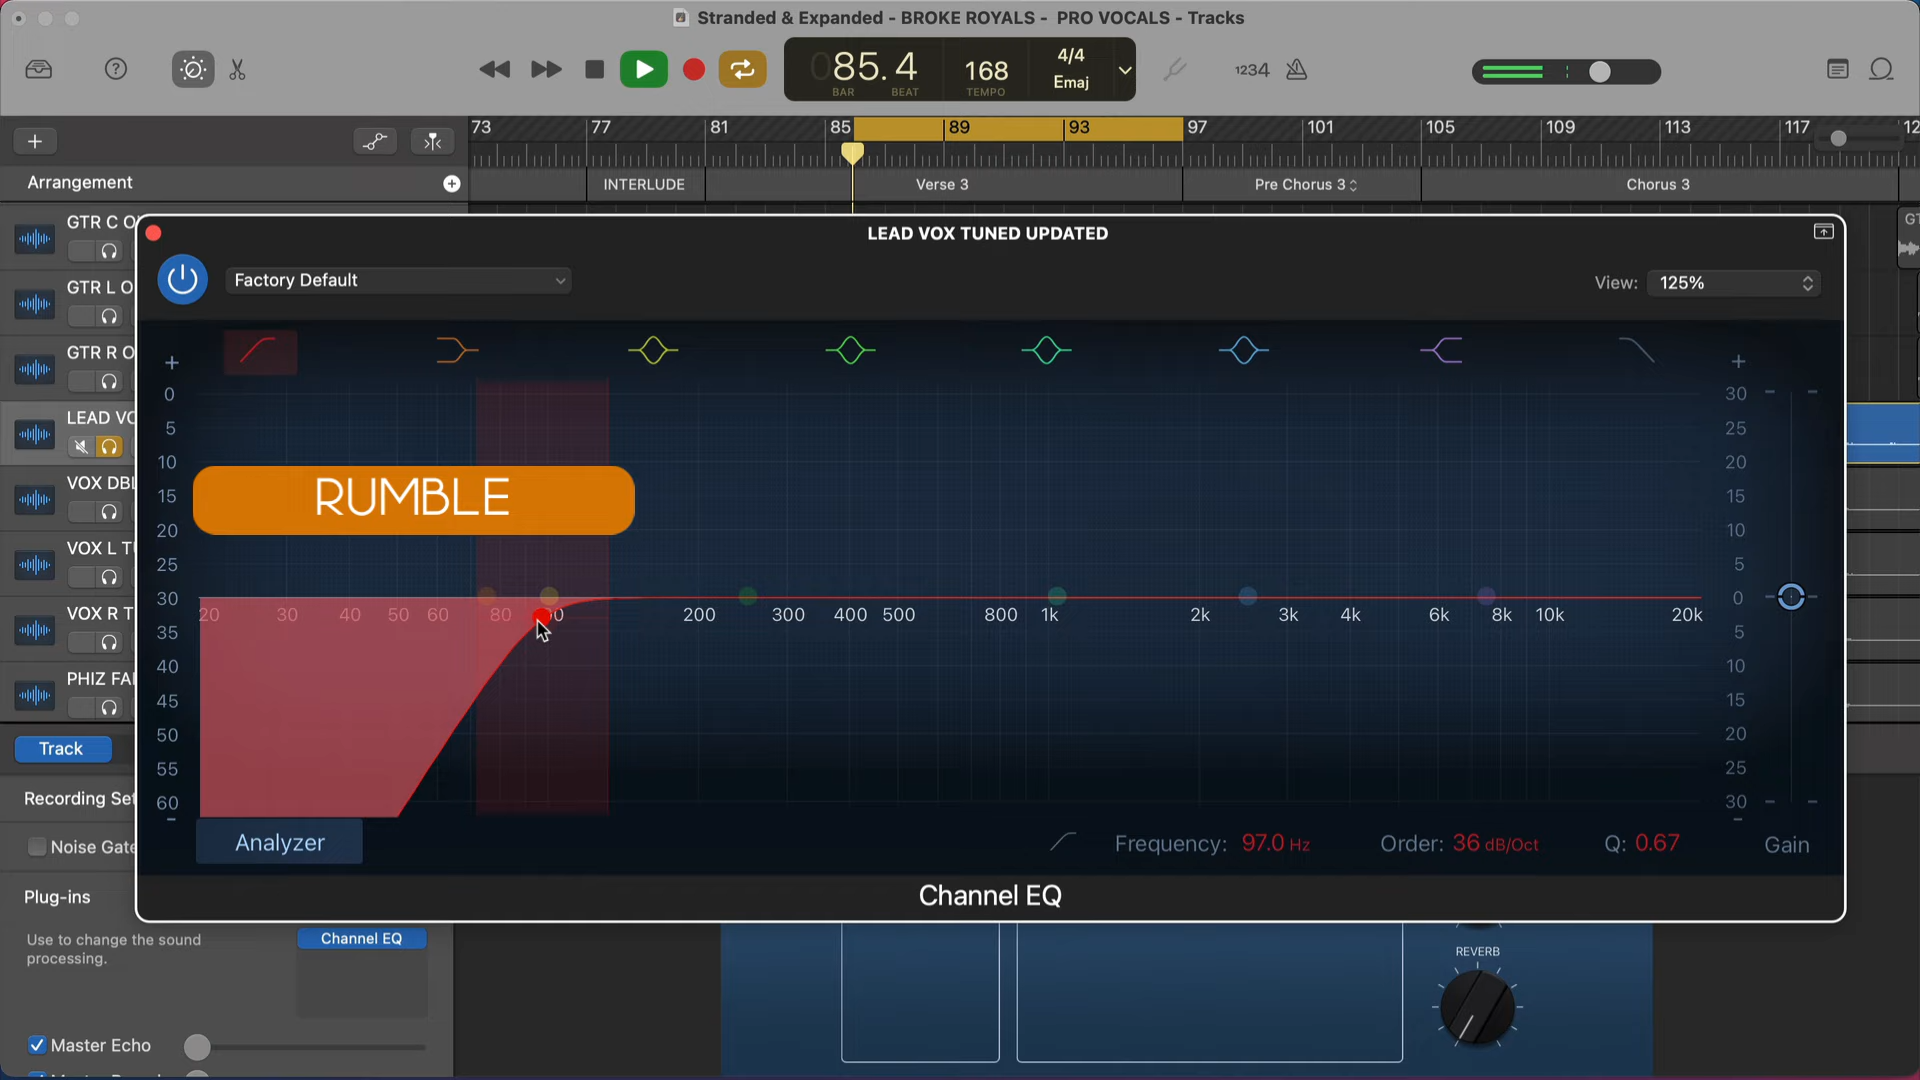 Stranded & Expanded - BROKE ROYALS - PRO VOCALS - Tracks
085.4
BAR BEAT
168
TEMPO
4/4
Emaj
1234
73 77 81 85 89 93 97 101 105 109 113 117 12
Arrangement
INTERLUDE Verse 3 Pre Chorus 3 Chorus 3
GTR C O
GTR L O
GTR R O
LEAD VO
VOX DBL
VOX L T
VOX R T
PHIZ FA
LEAD VOX TUNED UPDATED
Factory Default
View: 125%
RUMBLE
+ 0 5 10 15 20 25 30 35 40 45 50 55 60 -
20 30 40 50 60 80 200 300 400 500 800 1k 2k 3k 4k 6k 8k 10k 20k
+ 30 25 20 15 10 5 0 5 10 15 20 25 30 -
Analyzer
Frequency: 97.0 Hz
Order: 36 dB/Oct
Q: 0.67
Gain
Channel EQ
Track
Recording Set
Noise Gate
Plug-ins
Use to change the sound
processing.
Channel EQ
Master Echo
REVERB